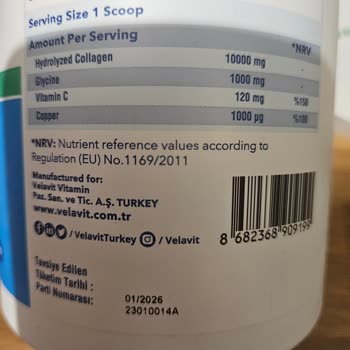 Serving Size 1 Scoop
Amount Per Serving *NRV
Hydrolyzed Collagen 10000 mg -
Glycine 1000 mg -
Vitamin C 120 mg %150
Copper 1000 µg %100
*NRV: Nutrient reference values according to
Regulation (EU) No.1169/2011
Manufactured for:
Velavit Vitamin
Paz. San. ve Tic. A.Ş. TURKEY
www.velavit.com.tr
/VelavitTurkey /Velavit
8 682368 909199
Tavsiye Edilen
Tüketim Tarihi :
Parti Numarası:
01/2026
23010014A